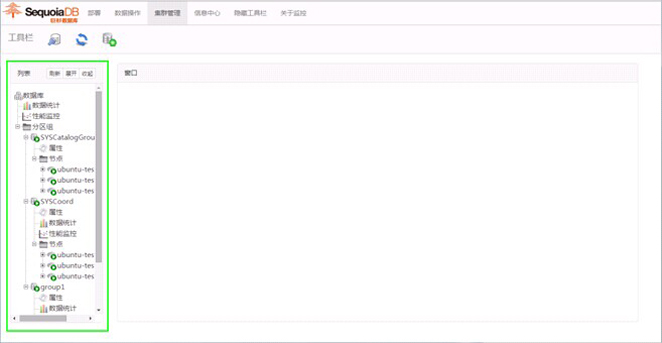 SequoiaDB
巨杉数据库
部署 数据操作 集群管理 信息中心 隐藏工具栏 关于监控
工具栏
列表 刷新 展开 收起
窗口
数据库
数据统计
性能监控
分区组
SYSCatalogGrou
属性
节点
ubuntu-tes
ubuntu-tes
ubuntu-tes
SYSCoord
属性
数据统计
性能监控
节点
ubuntu-tes
ubuntu-tes
ubuntu-tes
group1
属性
数据统计